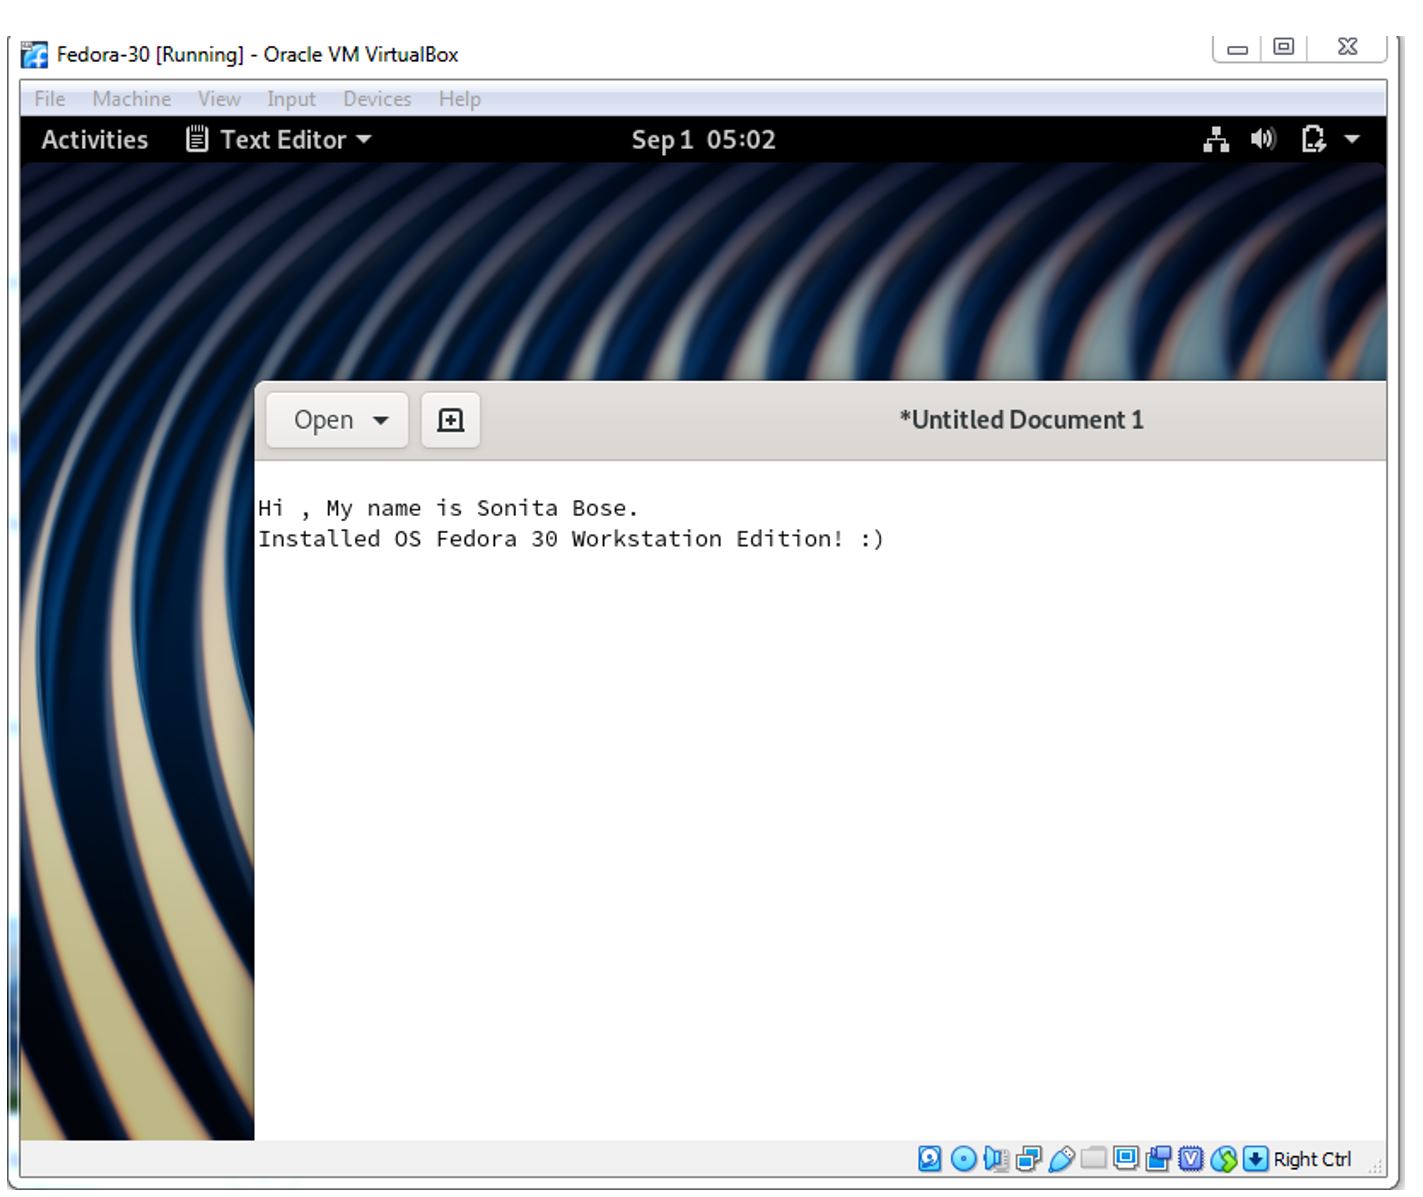 Fedora-30 [Running] - Oracle VM VirtualBox
File Machine View Input Devices Help
Activities Text Editor Sep 1 05:02
Open *Untitled Document 1
Hi , My name is Sonita Bose.
Installed OS Fedora 30 Workstation Edition! :)
Right Ctrl